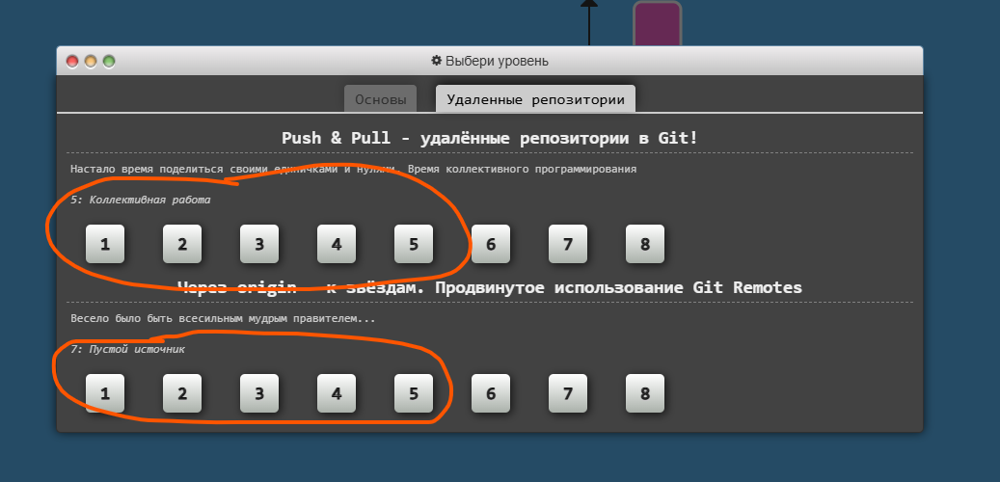 Выбери уровень
Основы Удаленные репозитории
Push & Pull - удалённые репозитории в Git!
Настало время поделиться своими единичками и нулями. Время коллективного программирования
5: Коллективная работа
1 2 3 4 5 6 7 8
Через origin - к звёздам. Продвинутое использование Git Remotes
Весело было быть всесильным мудрым правителем...
7: Пустой источник
1 2 3 4 5 6 7 8